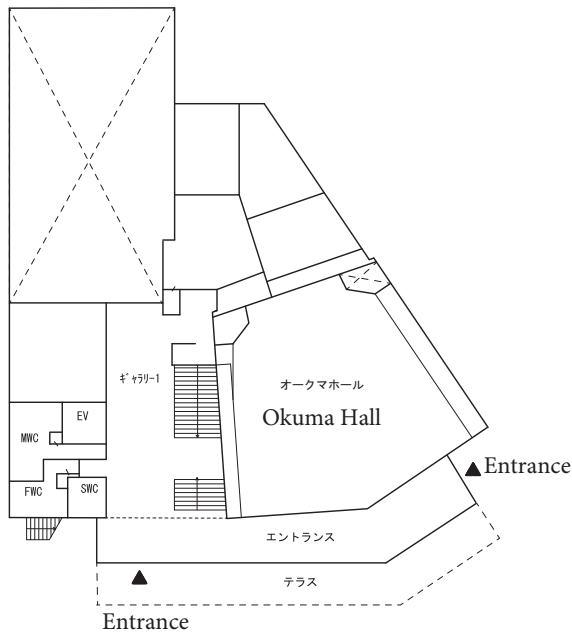 ギャラリー1
オークマホール
Okuma Hall
EV
MWC
FWC
SWC
Entrance
エントランス
テラス
Entrance